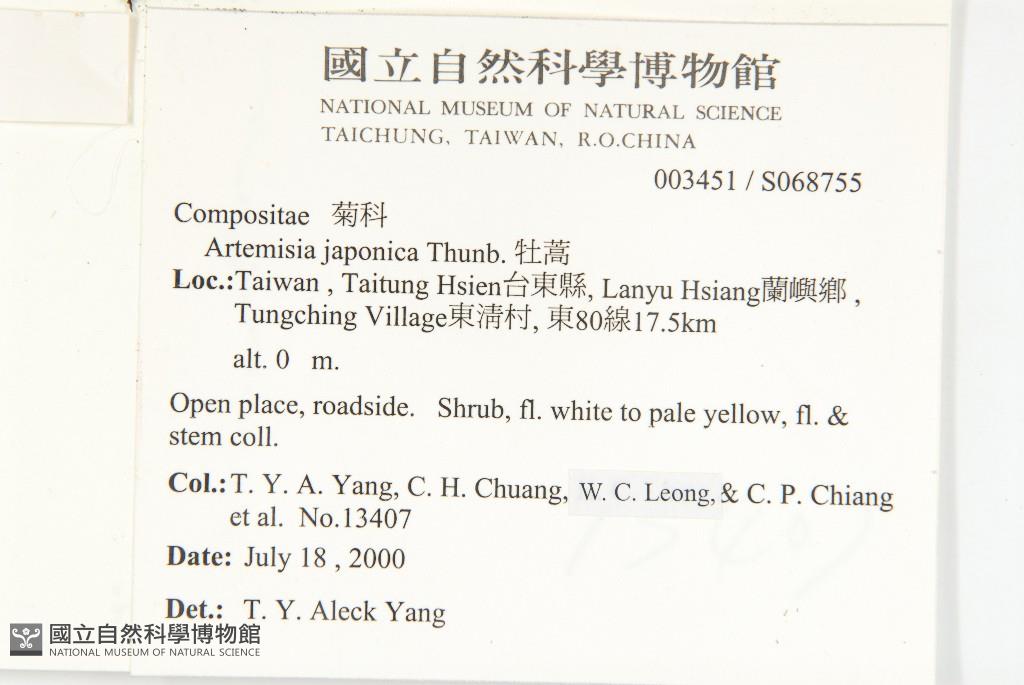 國立自然科學博物館
NATIONAL MUSEUM OF NATURAL SCIENCE
TAICHUNG, TAIWAN, R.O.CHINA
003451 / S068755
Compositae 菊科
Artemisia japonica Thunb. 牡蒿
Loc.:Taiwan , Taitung Hsien台東縣, Lanyu Hsiang蘭嶼鄉 ,
Tungching Village東淸村, 東80線17.5km
alt. 0 m.
Open place, roadside. Shrub, fl. white to pale yellow, fl. &
stem coll.
Col.: T. Y. A. Yang, C. H. Chuang, W. C. Leong, & C. P. Chiang
et al. No.13407
Date: July 18 , 2000
Det.: T. Y. Aleck Yang
國立自然科學博物館
NATIONAL MUSEUM OF NATURAL SCIENCE